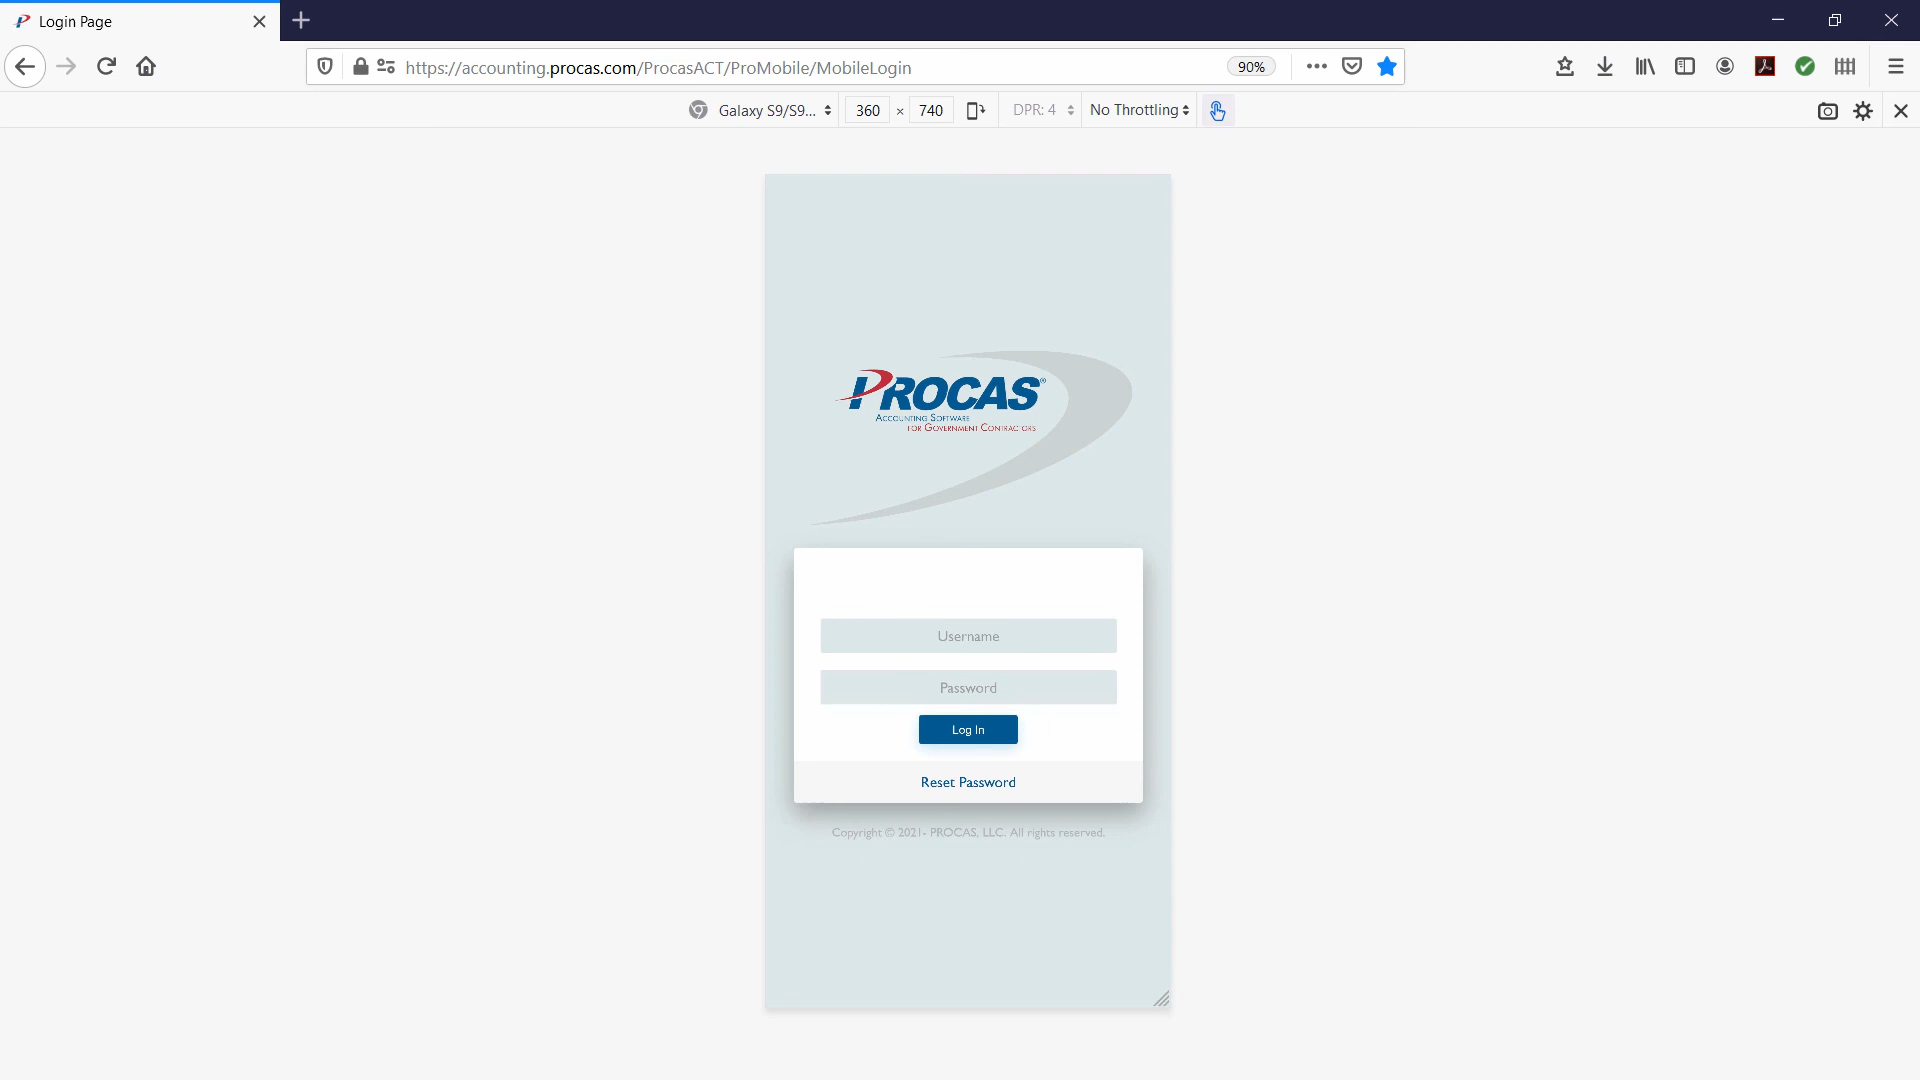 Login Page
https://accounting.procas.com/ProcasACT/ProMobile/MobileLogin
90%
Galaxy S9/S9...
360 × 740
DPR: 4
No Throttling
PROCAS®
Accounting Software
for Government Contractors
Username
Password
Log In
Reset Password
Copyright © 2021- PROCAS, LLC. All rights reserved.